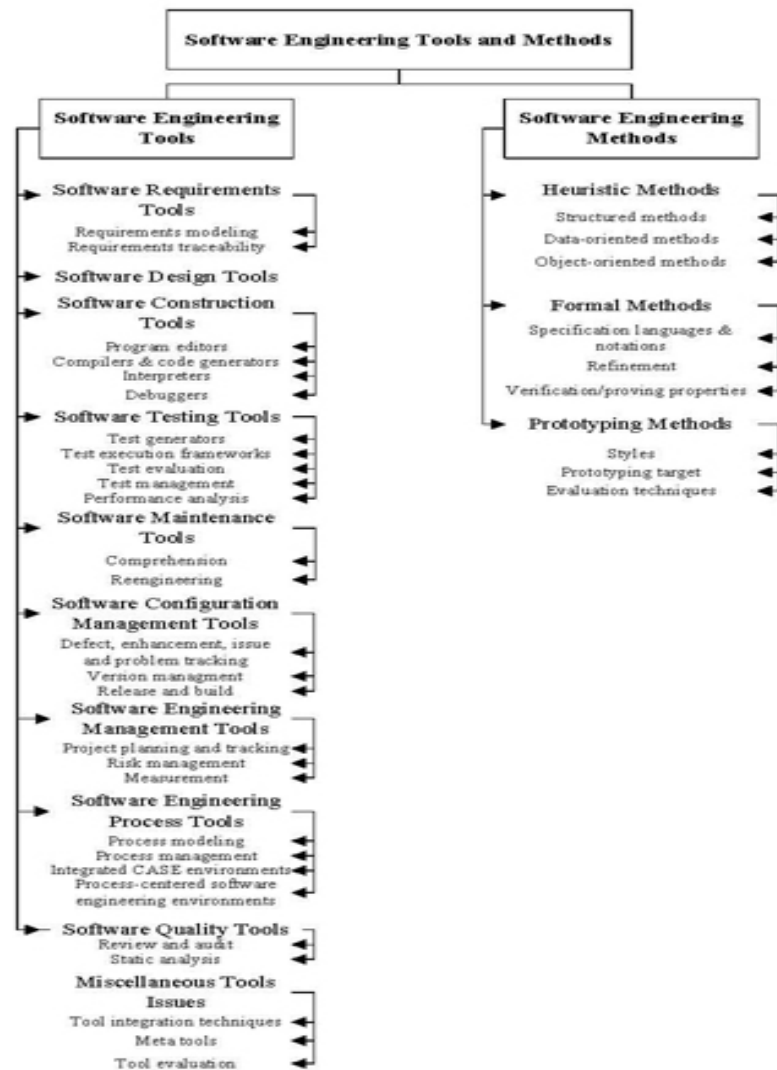 Software Engineering Tools and Methods
Software Engineering
Tools
Software Requirements
Tools
Requirements modeling
Requirements traceability
Software Design Tools
Software Construction
Tools
Program editors
Compilers & code generators
Interpreters
Debuggers
Software Testing Tools
Test generators
Test execution frameworks
Test evaluation
Test management
Performance analysis
Software Maintenance
Tools
Comprehension
Reengineering
Software Configuration
Management Tools
Defect, enhancement, issue
and problem tracking
Version managment
Release and build
Software Engineering
Management Tools
Project planning and tracking
Risk management
Measurement
Software Engineering
Process Tools
Process modeling
Process management
Integrated CASE environments
Process-centered software
engineering environments
Software Quality Tools
Review and audit
Static analysis
Miscellaneous Tools
Issues
Tool integration techniques
Meta tools
Tool evaluation
Software Engineering
Methods
Heuristic Methods
Structured methods
Data-oriented methods
Object-oriented methods
Formal Methods
Specification languages &
notations
Refinement
Verification/proving properties
Prototyping Methods
Styles
Prototyping target
Evaluation techniques